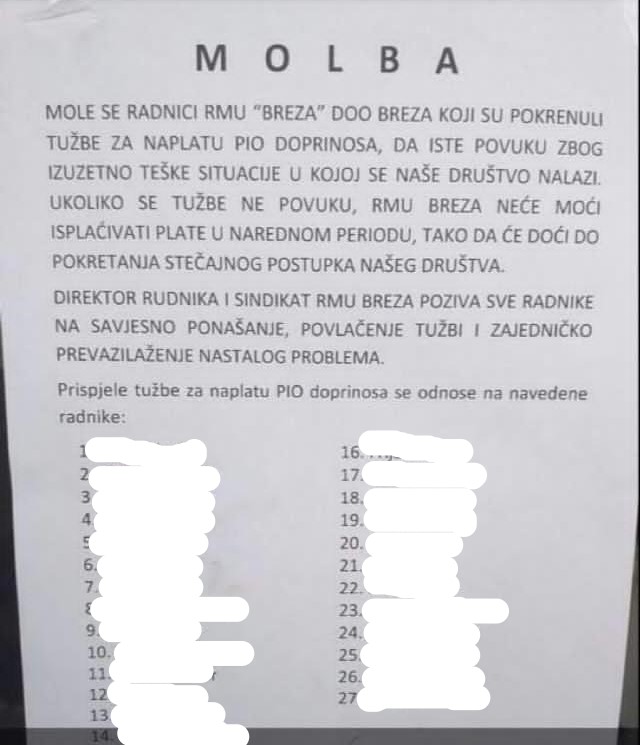 MOLBA
MOLE SE RADNICI RMU "BREZA" DOO BREZA KOJI SU POKRENULI
TUŽBE ZA NAPLATU PIO DOPRINOSA, DA ISTE POVUKU ZBOG
IZUZETNO TEŠKE SITUACIJE U KOJOJ SE NAŠE DRUŠTVO NALAZI.
UKOLIKO SE TUŽBE NE POVUKU, RMU BREZA NEĆE MOĆI
ISPLAĆIVATI PLATE U NAREDNOM PERIODU, TAKO DA ĆE DOĆI DO
POKRETANJA STEČAJNOG POSTUPKA NAŠEG DRUŠTVA.
DIREKTOR RUDNIKA I SINDIKAT RMU BREZA POZIVA SVE RADNIKE
NA SAVJESNO PONAŠANJE, POVLAČENJE TUŽBI I ZAJEDNIČKO
PREVAZILAŽENJE NASTALOG PROBLEMA.
Prispjele tužbe za naplatu PIO doprinosa se odnose na navedene
radnike:
1
2
3
4
5
6.
7.
8
9.
10.
11.
12
13
14.
16.
17.
18.
19.
20.
21.
22.
23.
24.
25.
26.
27